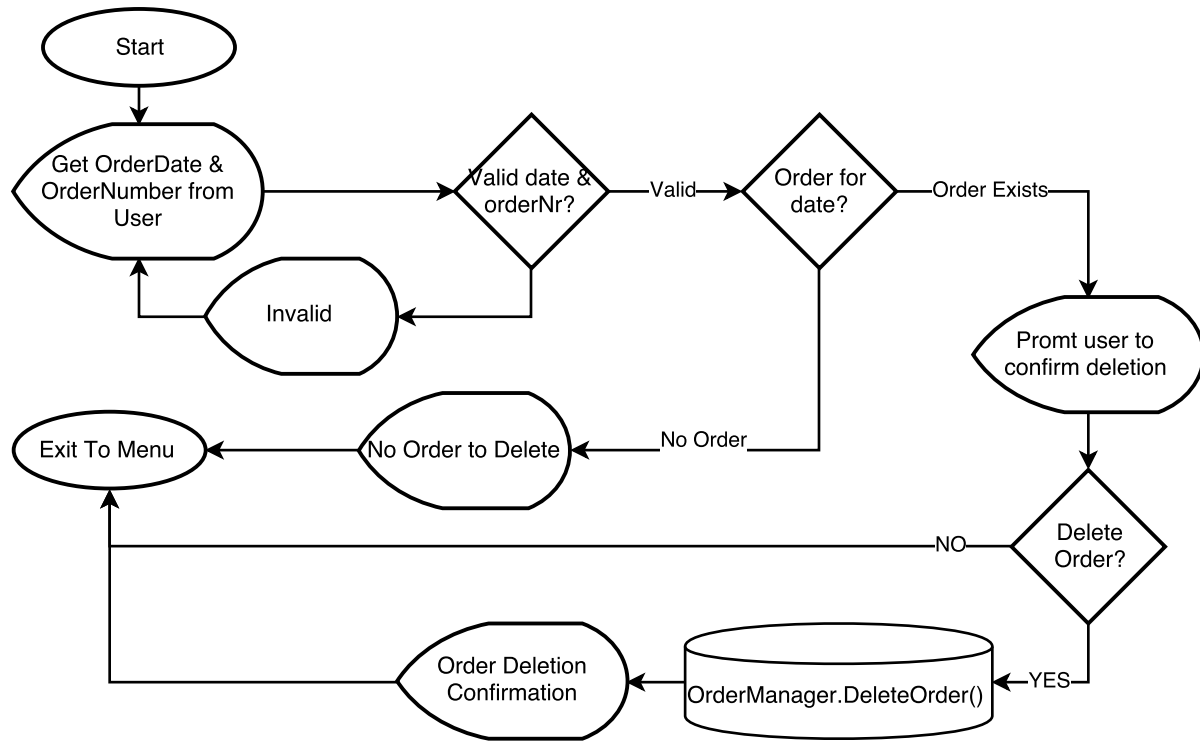 Start
Get OrderDate &
OrderNumber from
User
Valid date &
orderNr?
Valid
Order for
date?
Order Exists
Invalid
Promt user to
confirm deletion
Exit To Menu
No Order to Delete
No Order
Delete
Order?
NO
YES
OrderManager.DeleteOrder()
Order Deletion
Confirmation